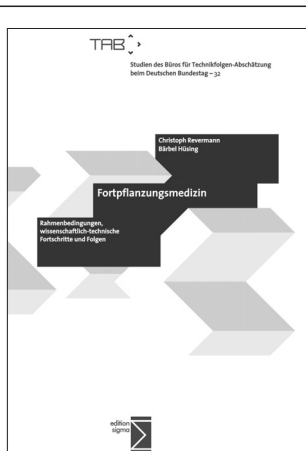 TAB
Studien des Büros für Technikfolgen-Abschätzung
beim Deutschen Bundestag – 32
Christoph Revermann
Bärbel Hüsing
Fortpflanzungsmedizin
Rahmenbedingungen,
wissenschaftlich-technische
Fortschritte und Folgen
edition
sigma